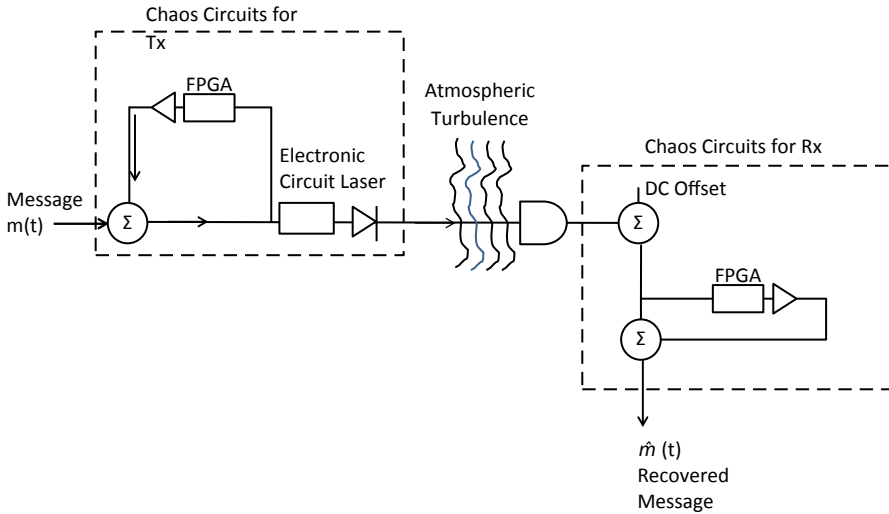 Chaos Circuits for
Tx
FPGA
Electronic
Circuit Laser
Message
m(t)
Σ
Atmospheric
Turbulence
Chaos Circuits for Rx
DC Offset
Σ
FPGA
Σ
m̂ (t)
Recovered
Message